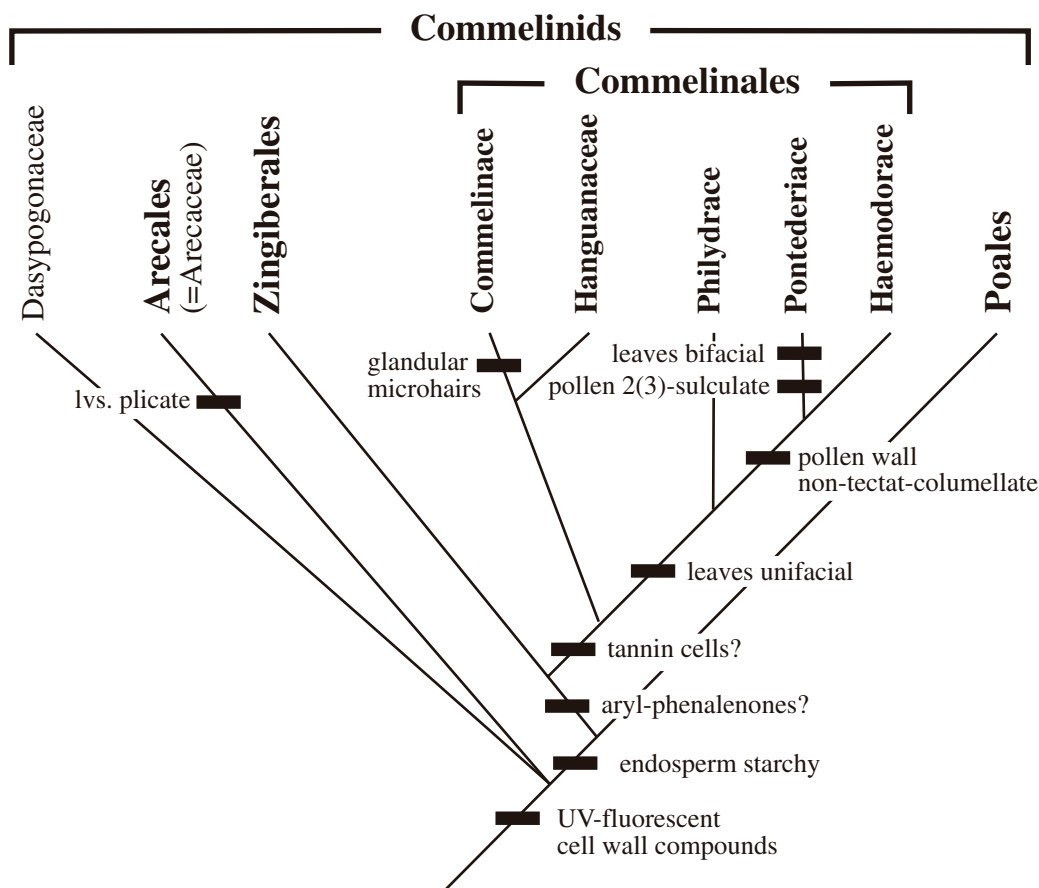 Commelinids
Commelinales
Dasypogonaceae
Arecales
(=Arecaceae)
Zingiberales
Commelinace
Hanguanaceae
Philydrace
Pontederiace
Haemodorace
Poales
glandular
microhairs
leaves bifacial
pollen 2(3)-sulculate
lvs. plicate
pollen wall
non-tectat-columellate
leaves unifacial
tannin cells?
aryl-phenalenones?
endosperm starchy
UV-fluorescent
cell wall compounds